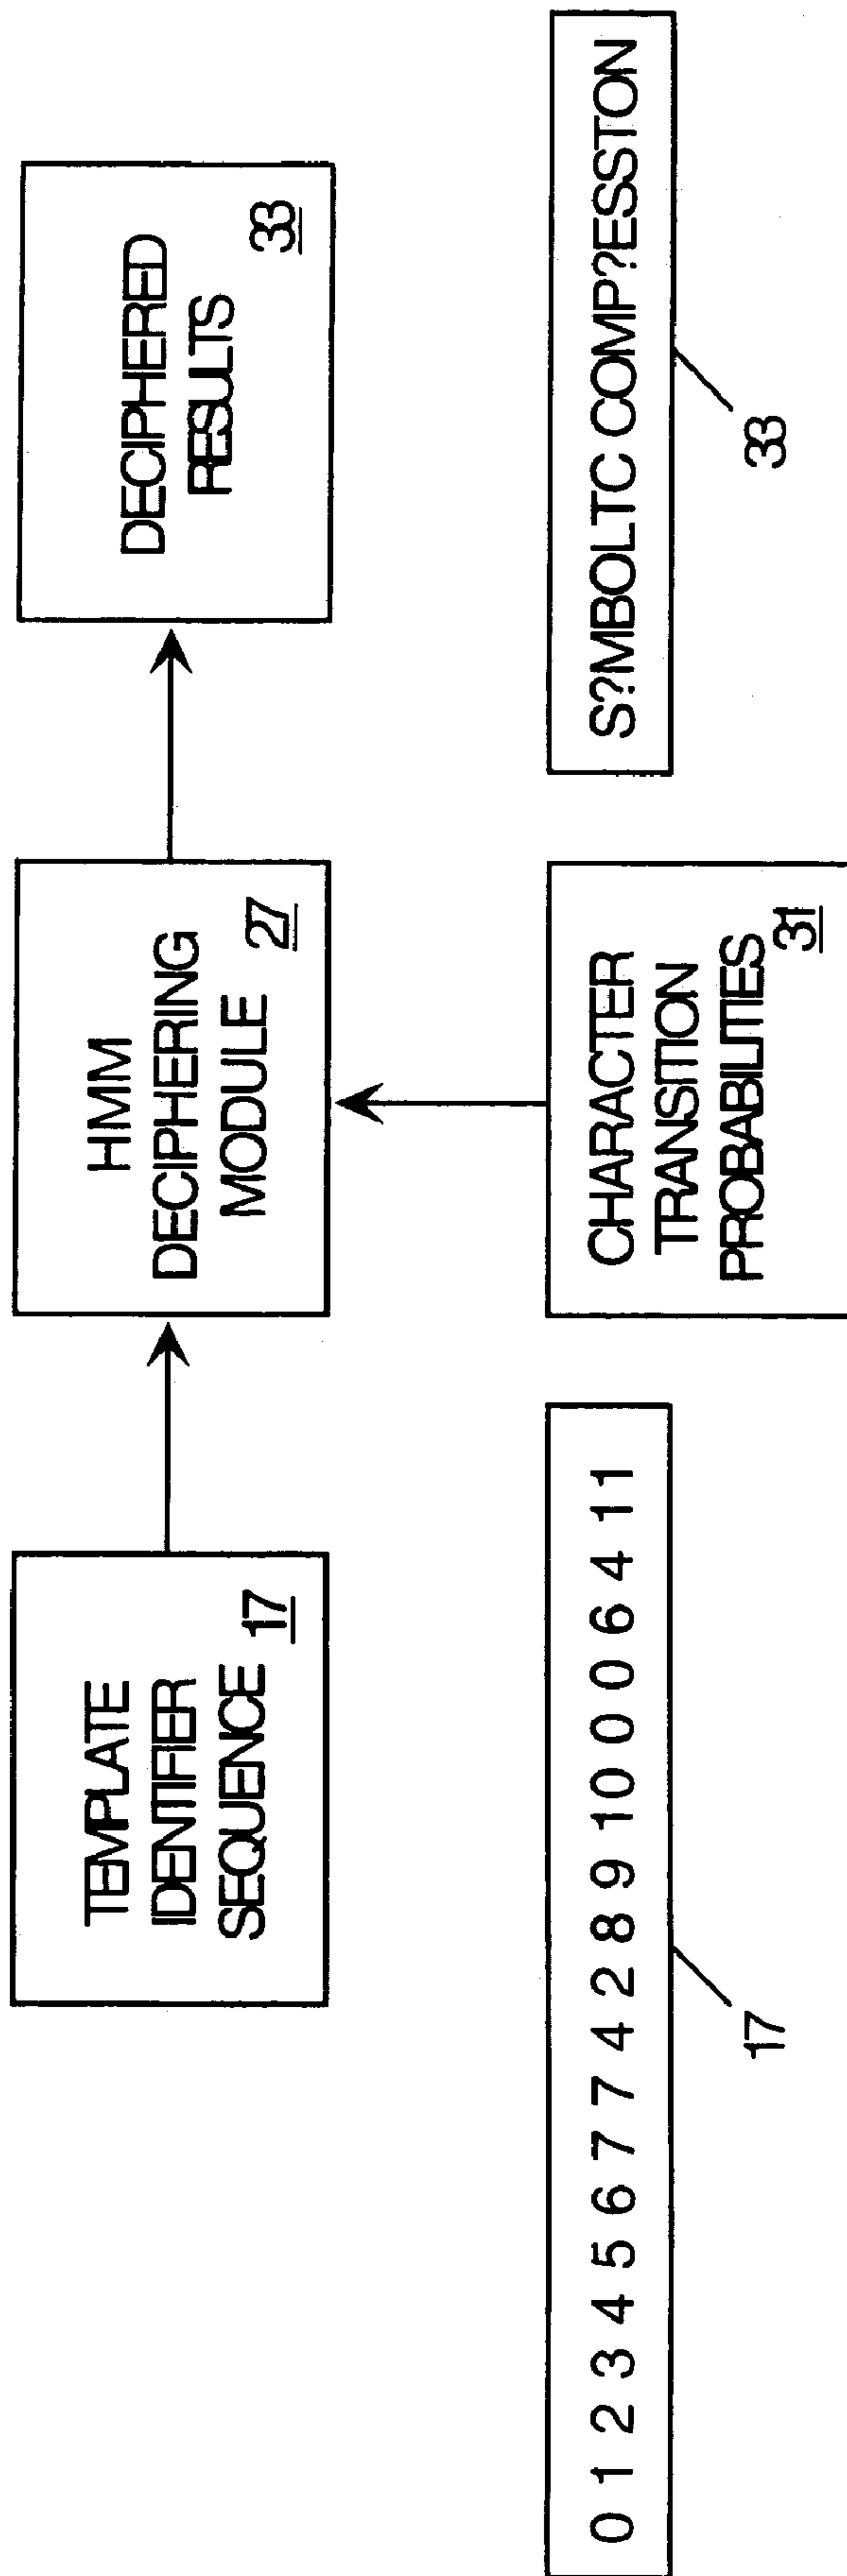 TEMPLATE
IDENTIFIER
SEQUENCE 17
HMM
DECIPHERING
MODULE 27
DECIPHERED
RESULTS
33
0 1 2 3 4 5 6 7 7 4 2 8 9 10 0 0 6 4 11
17
CHARACTER
TRANSITION
PROBABILITIES
31
S?MBOLTC COMP?ESSTON
33